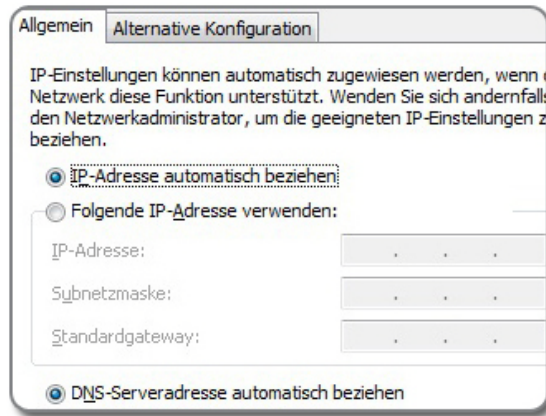 Allgemein
Alternative Konfiguration
IP-Einstellungen können automatisch zugewiesen werden, wenn
Netzwerk diese Funktion unterstützt. Wenden Sie sich andernfalls
den Netzwerkadministrator, um die geeigneten IP-Einstellungen z
beziehen.
IP-Adresse automatisch beziehen
Folgende IP-Adresse verwenden:
IP-Adresse:
Subnetzmaske:
Standardgateway:
DNS-Serveradresse automatisch beziehen